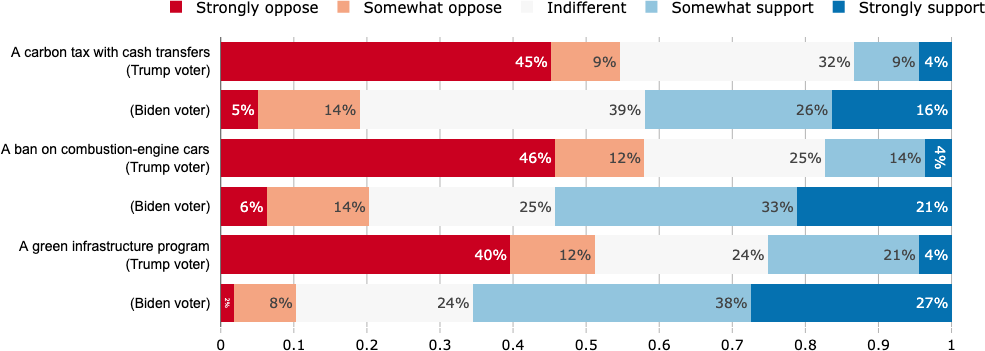 Strongly oppose Somewhat oppose Indifferent Somewhat support Strongly support
A carbon tax with cash transfers
(Trump voter)
45% 9% 32% 9% 4%
(Biden voter)
5% 14% 39% 26% 16%
A ban on combustion-engine cars
(Trump voter)
46% 12% 25% 14% 4%
(Biden voter)
6% 14% 25% 33% 21%
A green infrastructure program
(Trump voter)
40% 12% 24% 21% 4%
(Biden voter)
2% 8% 24% 38% 27%
0 0.1 0.2 0.3 0.4 0.5 0.6 0.7 0.8 0.9 1